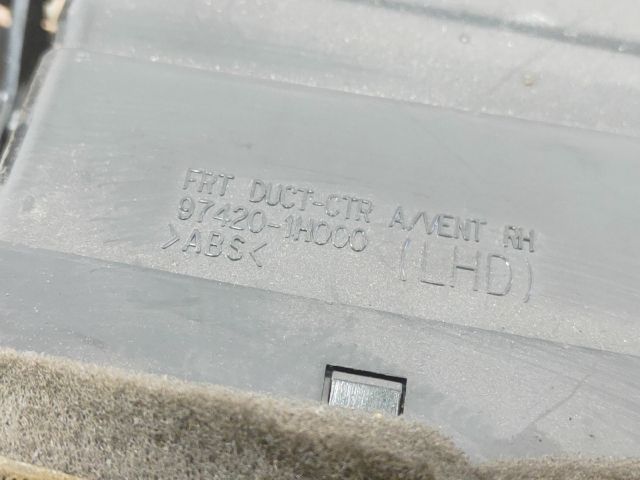 FRT DUCT-CTR A/VENT RH
97420-1H000
>ABS< (LHD)